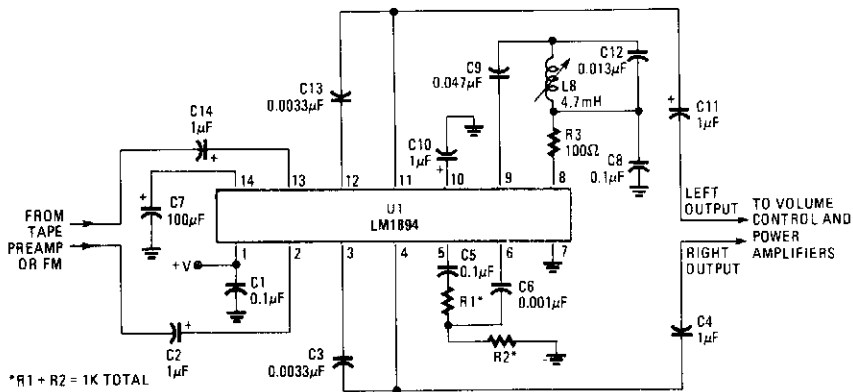 C12
0.013µF
C9
0.047µF
L8
4.7mH
C13
0.0033µF
C11
1µF
+
C14
1µF
+
C10
1µF
+
R3
100Ω
C8
0.1µF
14
13
12
11
10
9
8
C7
100µF
+
U1
LM1894
LEFT
OUTPUT
TO VOLUME
CONTROL AND
POWER
AMPLIFIERS
FROM
TAPE
PREAMP
OR FM
RIGHT
OUTPUT
1
2
3
4
5
6
7
+V
C1
0.1µF
C5
0.1µF
R1*
C6
0.001µF
R2*
C2
1µF
+
C3
0.0033µF
C4
1µF
+
*R1 + R2 = 1K TOTAL